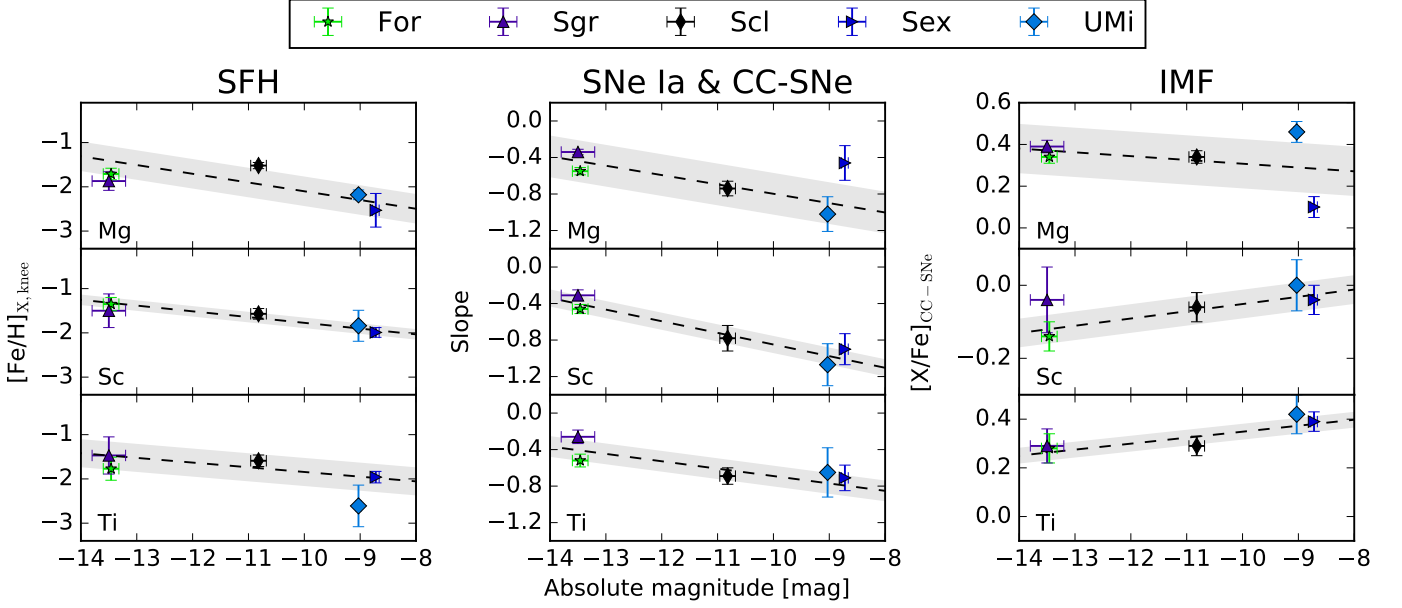 For Sgr Scl Sex UMi
SFH SNe Ia & CC-SNe IMF
[Fe/H]X,knee
−1
−2
−3
Mg
−1
−2
−3
Sc
−1
−2
−3
Ti
−14 −13 −12 −11 −10 −9 −8
Slope
0.0
−0.4
−0.8
−1.2
Mg
0.0
−0.4
−0.8
−1.2
Sc
0.0
−0.4
−0.8
−1.2
Ti
−14 −13 −12 −11 −10 −9 −8
Absolute magnitude [mag]
[X/Fe]CC−SNe
0.6
0.4
0.2
0.0
Mg
0.0
−0.2
Sc
0.4
0.2
0.0
Ti
−14 −13 −12 −11 −10 −9 −8